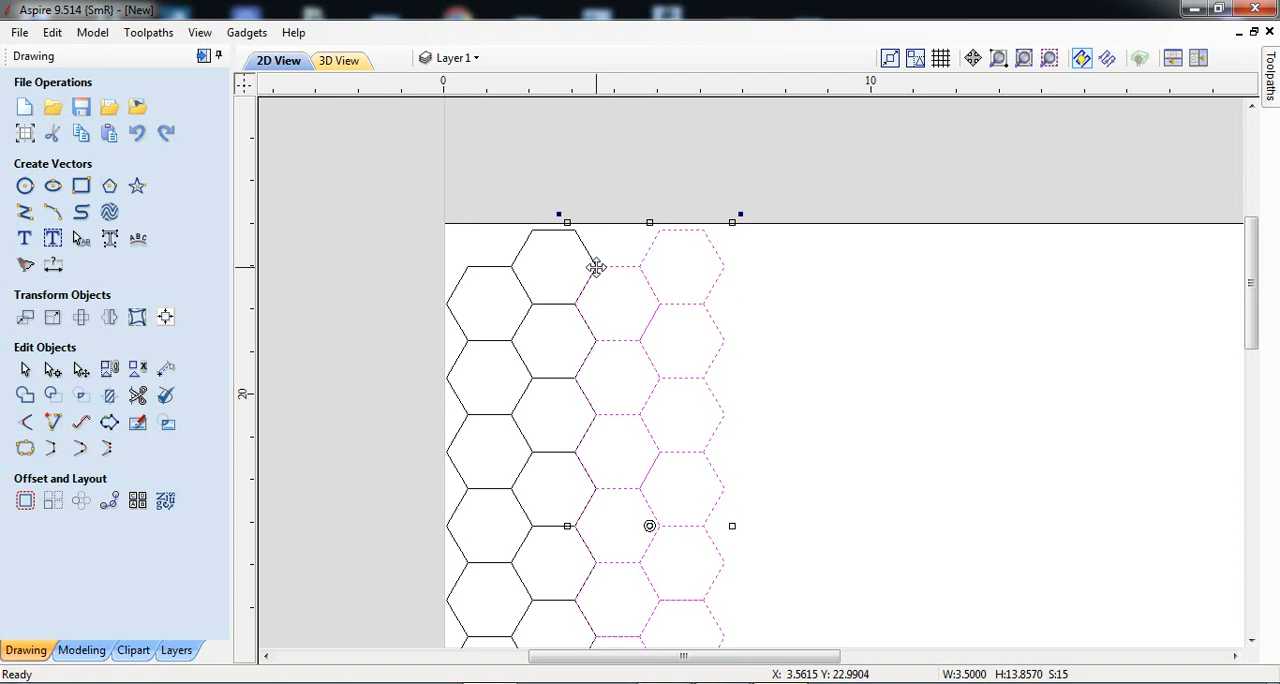 Aspire 9.514 (SmR) - [New]
File Edit Model Toolpaths View Gadgets Help
Drawing
2D View 3D View Layer 1
File Operations
0 10
Toolpaths
Create Vectors
T T T ABC
Transform Objects
Edit Objects
20
Offset and Layout
Drawing Modeling Clipart Layers
Ready X: 3.5615 Y: 22.9904 W:3.5000 H:13.8570 S:15